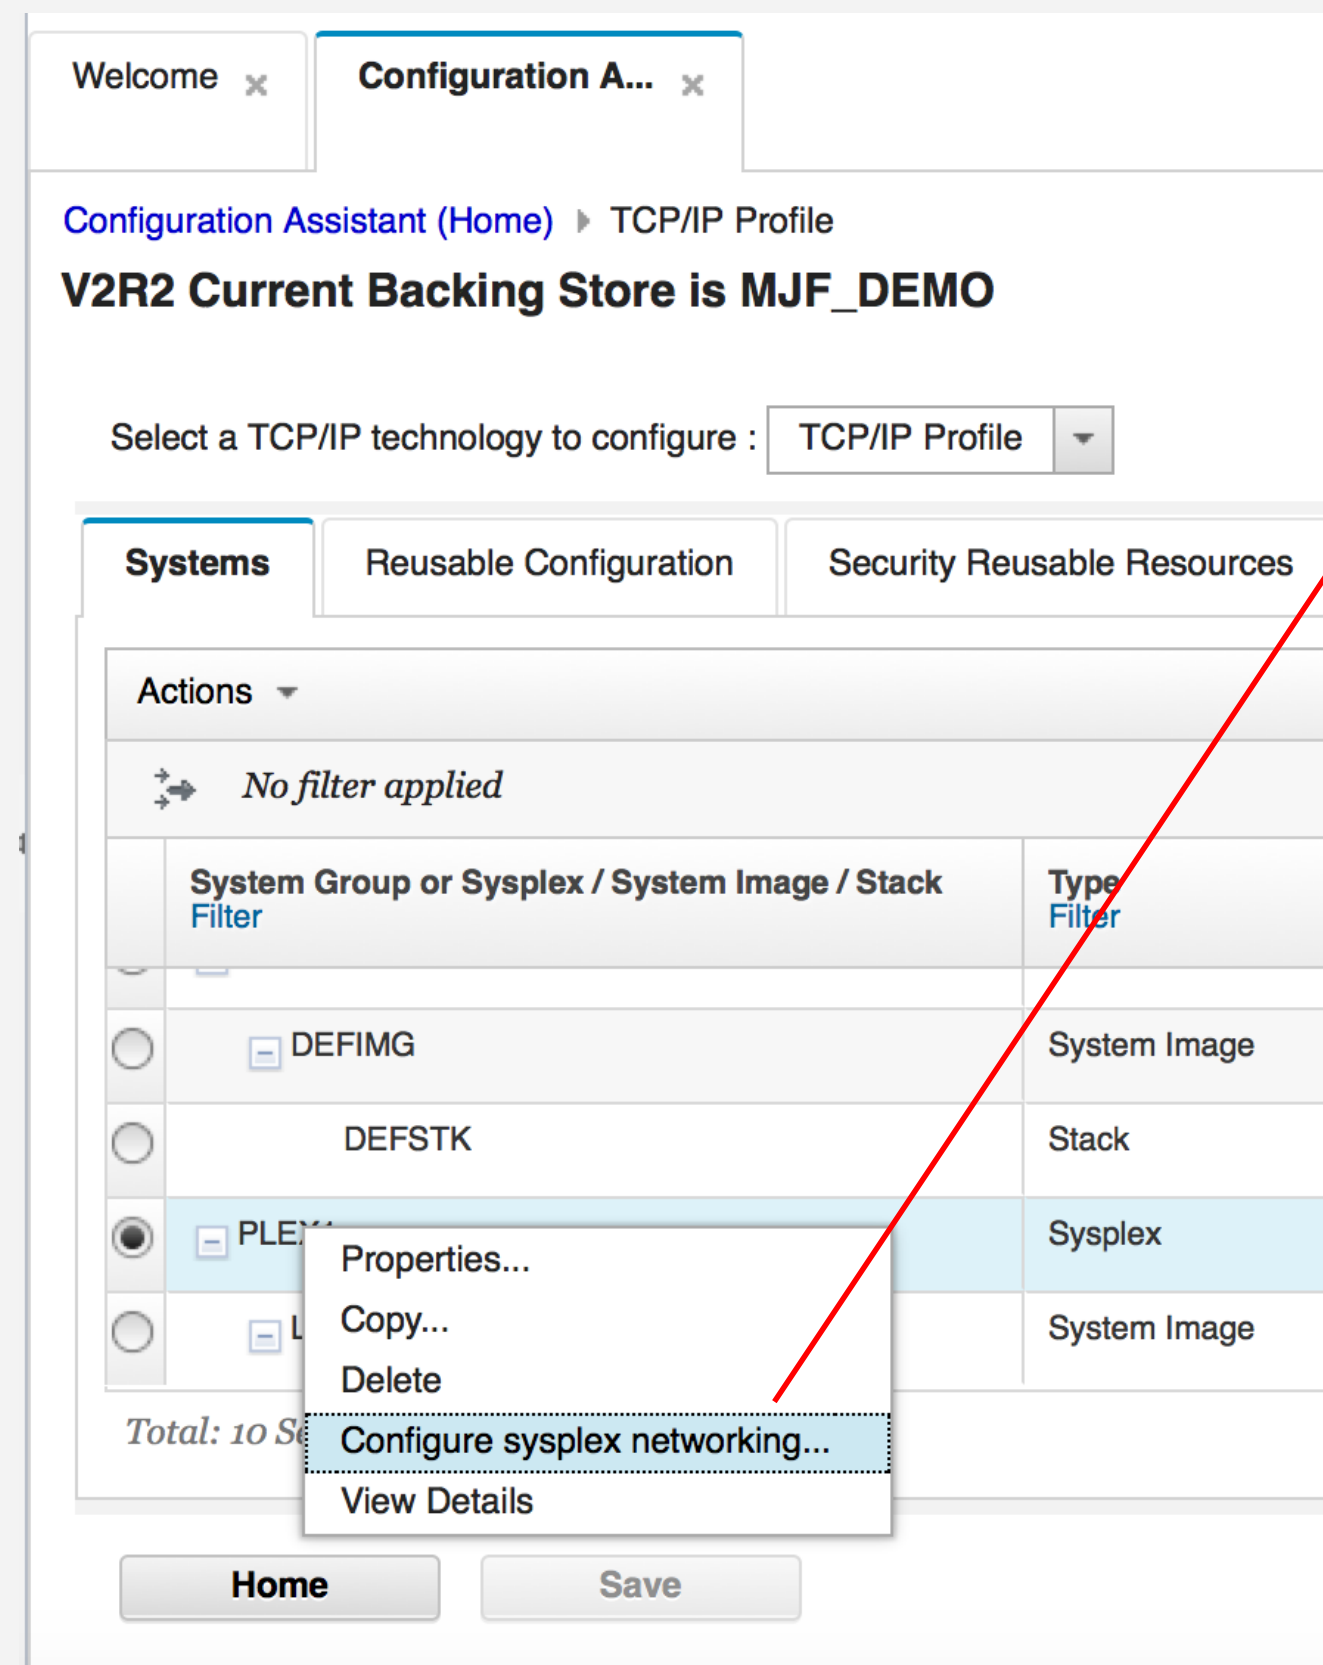 Welcome x Configuration A... x
Configuration Assistant (Home) TCP/IP Profile
V2R2 Current Backing Store is MJF_DEMO
Select a TCP/IP technology to configure : TCP/IP Profile
Systems Reusable Configuration Security Reusable Resources
Actions
No filter applied
System Group or Sysplex / System Image / Stack Type
Filter Filter
DEFIMG System Image
DEFSTK Stack
Sysplex
Properties...
Copy...
System Image
Delete
Total: 10
Configure sysplex networking...
View Details
Home Save